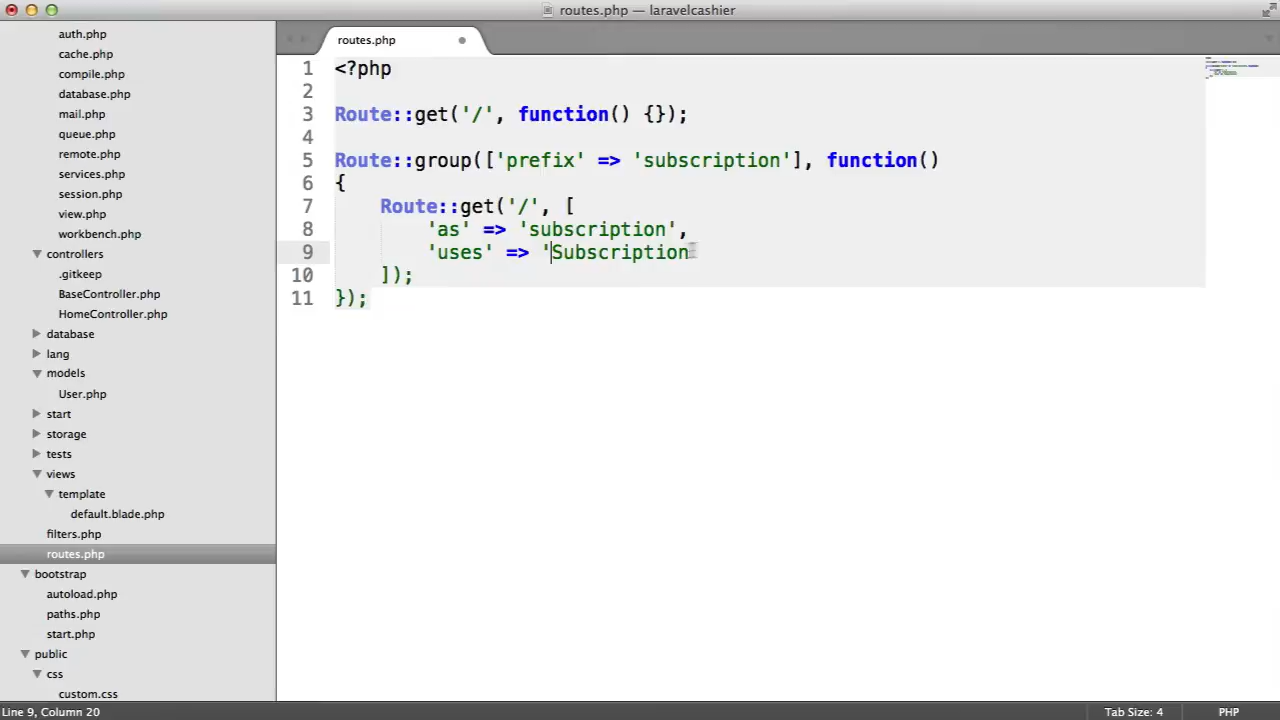 routes.php — laravelcashier
auth.php
cache.php
compile.php
database.php
mail.php
queue.php
remote.php
services.php
session.php
view.php
workbench.php
controllers
.gitkeep
BaseController.php
HomeController.php
database
lang
models
User.php
start
storage
tests
views
template
default.blade.php
filters.php
routes.php
bootstrap
autoload.php
paths.php
start.php
public
css
custom.css
routes.php
1 <?php
2
3 Route::get('/', function() {});
4
5 Route::group(['prefix' => 'subscription'], function()
6 {
7 Route::get('/', [
8 'as' => 'subscription',
9 'uses' => 'Subscription
10 ]);
11 });
Line 9, Column 20
Tab Size: 4
PHP